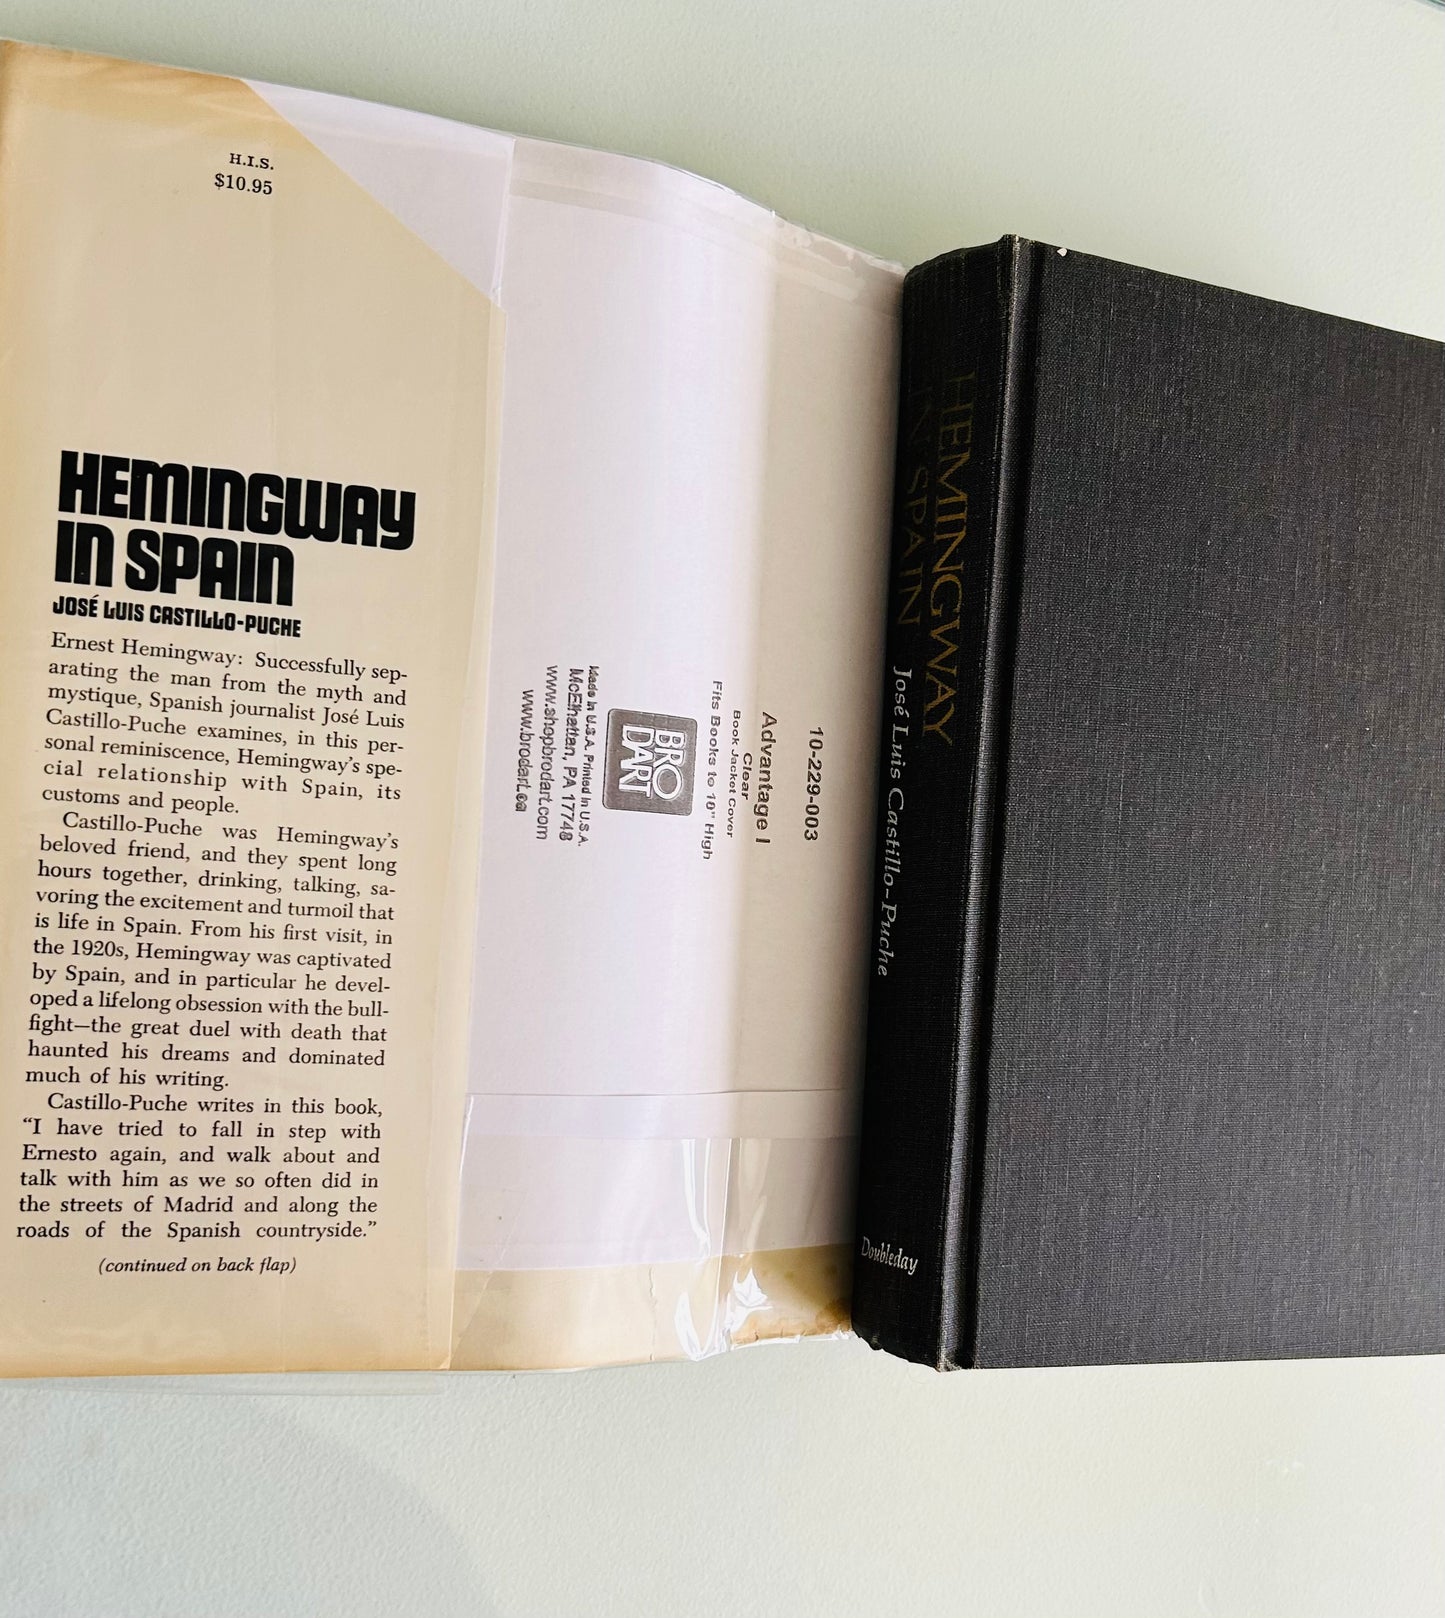 H.I.S.
$10.95
HEMINGWAY
IN SPAIN
JOSÉ LUIS CASTILLO-PUCHE
Ernest Hemingway: Successfully sep-
arating the man from the myth and
mystique, Spanish journalist José Luis
Castillo-Puche examines, in this per-
sonal reminiscence, Hemingway's spe-
cial relationship with Spain, its
customs and people.
Castillo-Puche was Hemingway's
beloved friend, and they spent long
hours together, drinking, talking, sa-
voring the excitement and turmoil that
is life in Spain. From his first visit, in
the 1920s, Hemingway was captivated
by Spain, and in particular he devel-
oped a lifelong obsession with the bull-
fight—the great duel with death that
haunted his dreams and dominated
much of his writing.
Castillo-Puche writes in this book,
“I have tried to fall in step with
Ernesto again, and walk about and
talk with him as we so often did in
the streets of Madrid and along the
roads of the Spanish countryside.”
(continued on back flap)
10-229-003
Advantage I
Clear
Book Jacket Cover
Fits Books to 10" High
BRO
DART
Made in U.S.A. Printed in U.S.A.
McElhattan, PA 17748
www.shopbrodart.com
www.brodart.ca
HEMINGWAY
IN SPAIN
José Luis Castillo-Puche
Doubleday